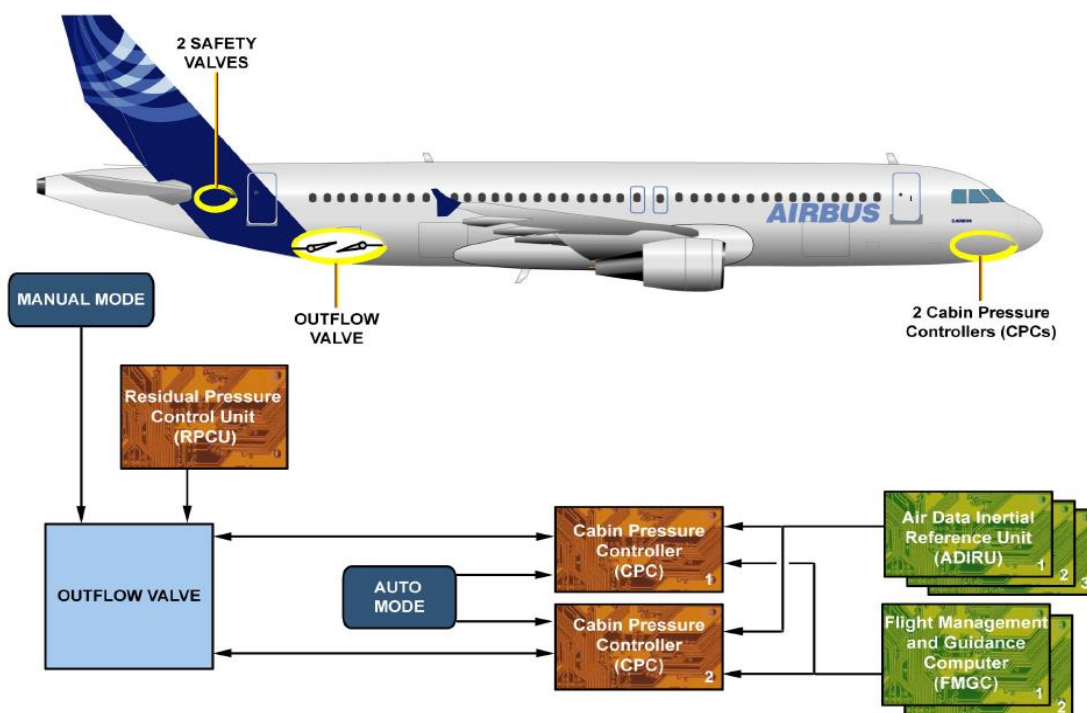 2 SAFETY
VALVES
AIRBUS
OUTFLOW
VALVE
2 Cabin Pressure
Controllers (CPCs)
MANUAL MODE
Residual Pressure
Control Unit
(RPCU)
OUTFLOW VALVE
AUTO
MODE
Cabin Pressure
Controller
(CPC)
1
Cabin Pressure
Controller
(CPC)
2
Air Data Inertial
Reference Unit
(ADIRU)
1
2
3
Flight Management
and Guidance
Computer
(FMGC)
1
2